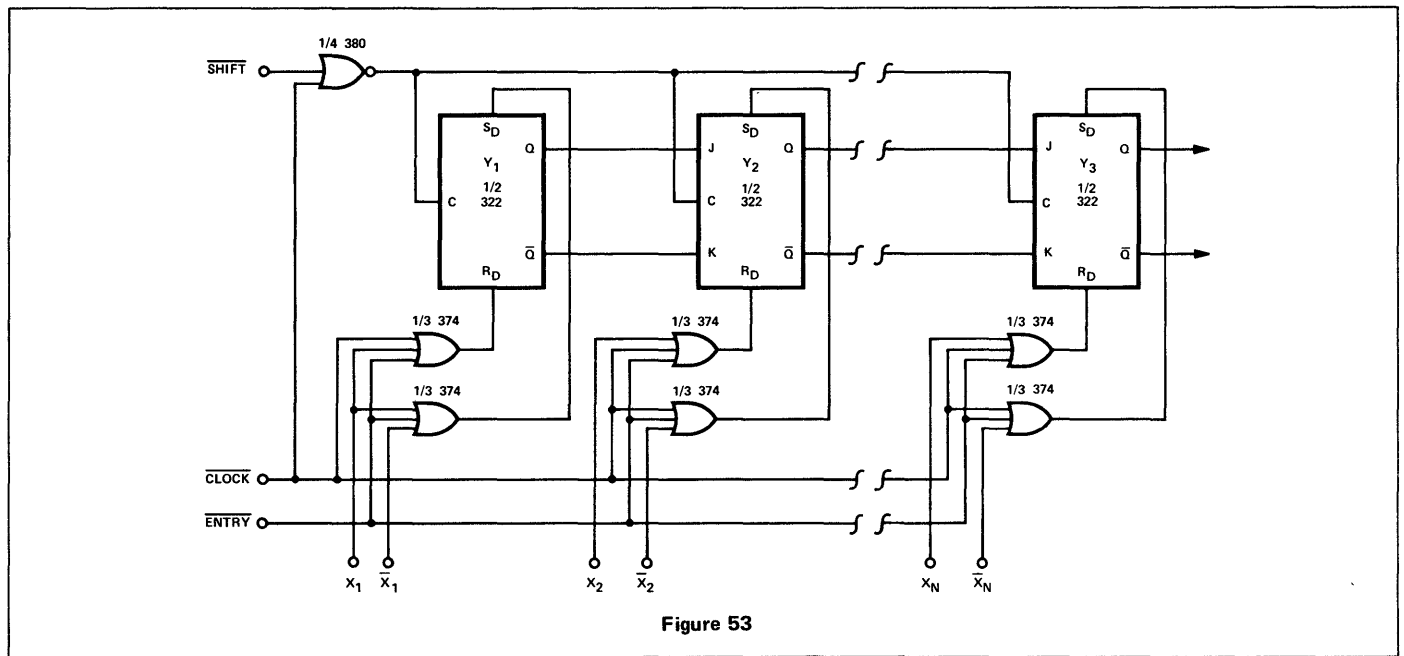 1/4 380
SHIFT
S_D
S_D
S_D
Q
J
Q
J
Q
Y_1
Y_2
Y_3
1/2
322
1/2
322
1/2
322
C
C
C
Q̄
K
Q̄
K
Q̄
R_D
R_D
R_D
1/3 374
1/3 374
1/3 374
1/3 374
1/3 374
1/3 374
CLOCK
ENTRY
x_1
x̄_1
x_2
x̄_2
x_N
x̄_N
Figure 53